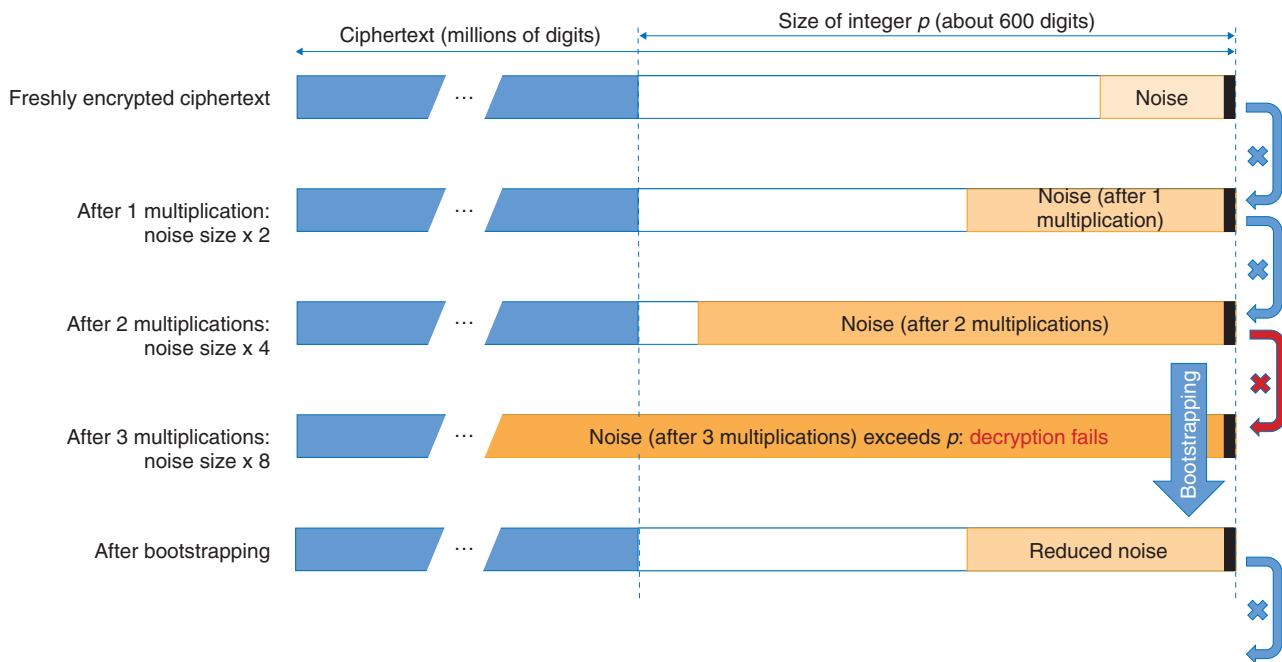 Size of integer p (about 600 digits)
Ciphertext (millions of digits)
Freshly encrypted ciphertext
...
Noise
After 1 multiplication:
noise size x 2
...
Noise (after 1
multiplication)
After 2 multiplications:
noise size x 4
...
Noise (after 2 multiplications)
After 3 multiplications:
noise size x 8
...
Noise (after 3 multiplications) exceeds p: decryption fails
Bootstrapping
After bootstrapping
...
Reduced noise